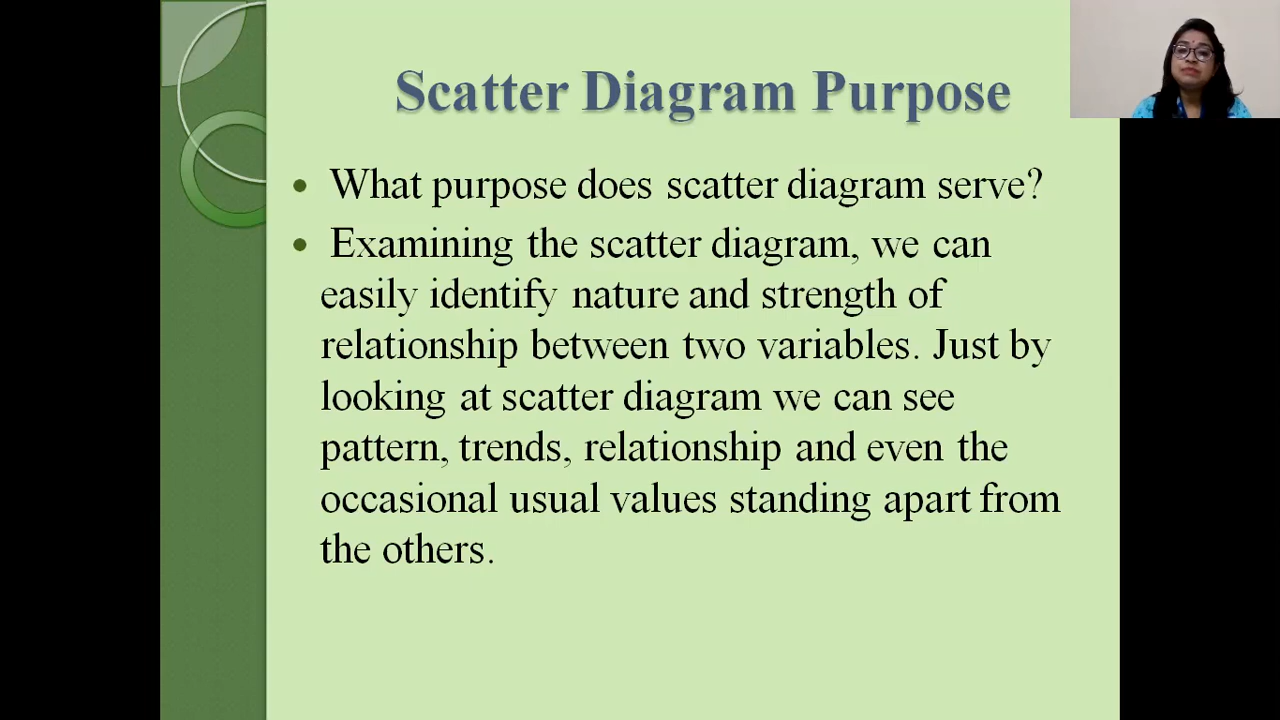 Scatter Diagram Purpose
• What purpose does scatter diagram serve?
• Examining the scatter diagram, we can
easily identify nature and strength of
relationship between two variables. Just by
looking at scatter diagram we can see
pattern, trends, relationship and even the
occasional usual values standing apart from
the others.